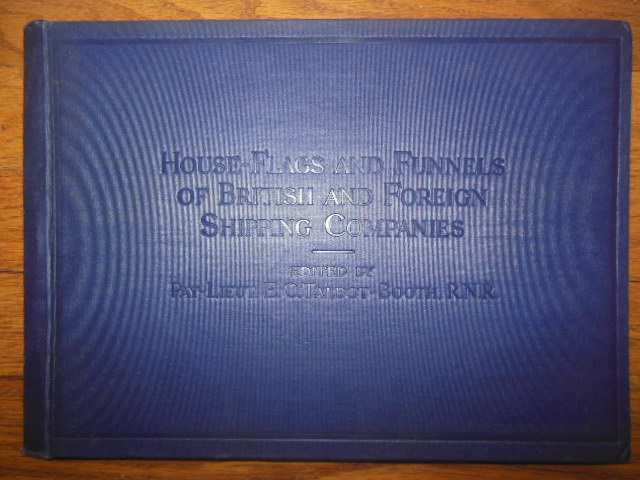 HOUSE-FLAGS AND FUNNELS
OF BRITISH AND FOREIGN
SHIPPING COMPANIES
EDITED BY
PAY-LIEUT. E. C. TALBOT-BOOTH, R.N.R.